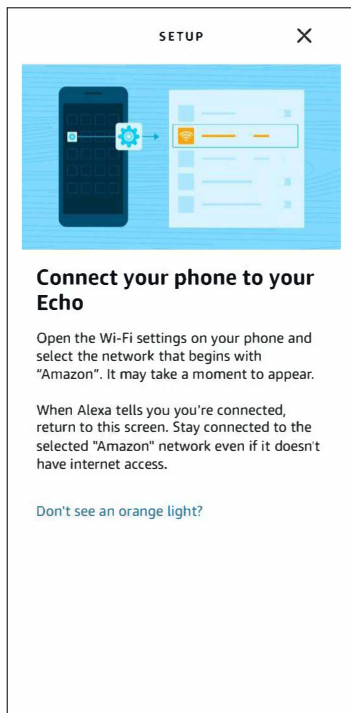 SETUP
Connect your phone to your
Echo
Open the Wi-Fi settings on your phone and
select the network that begins with
“Amazon”. It may take a moment to appear.
When Alexa tells you you're connected,
return to this screen. Stay connected to the
selected "Amazon" network even if it doesn't
have internet access.
Don't see an orange light?